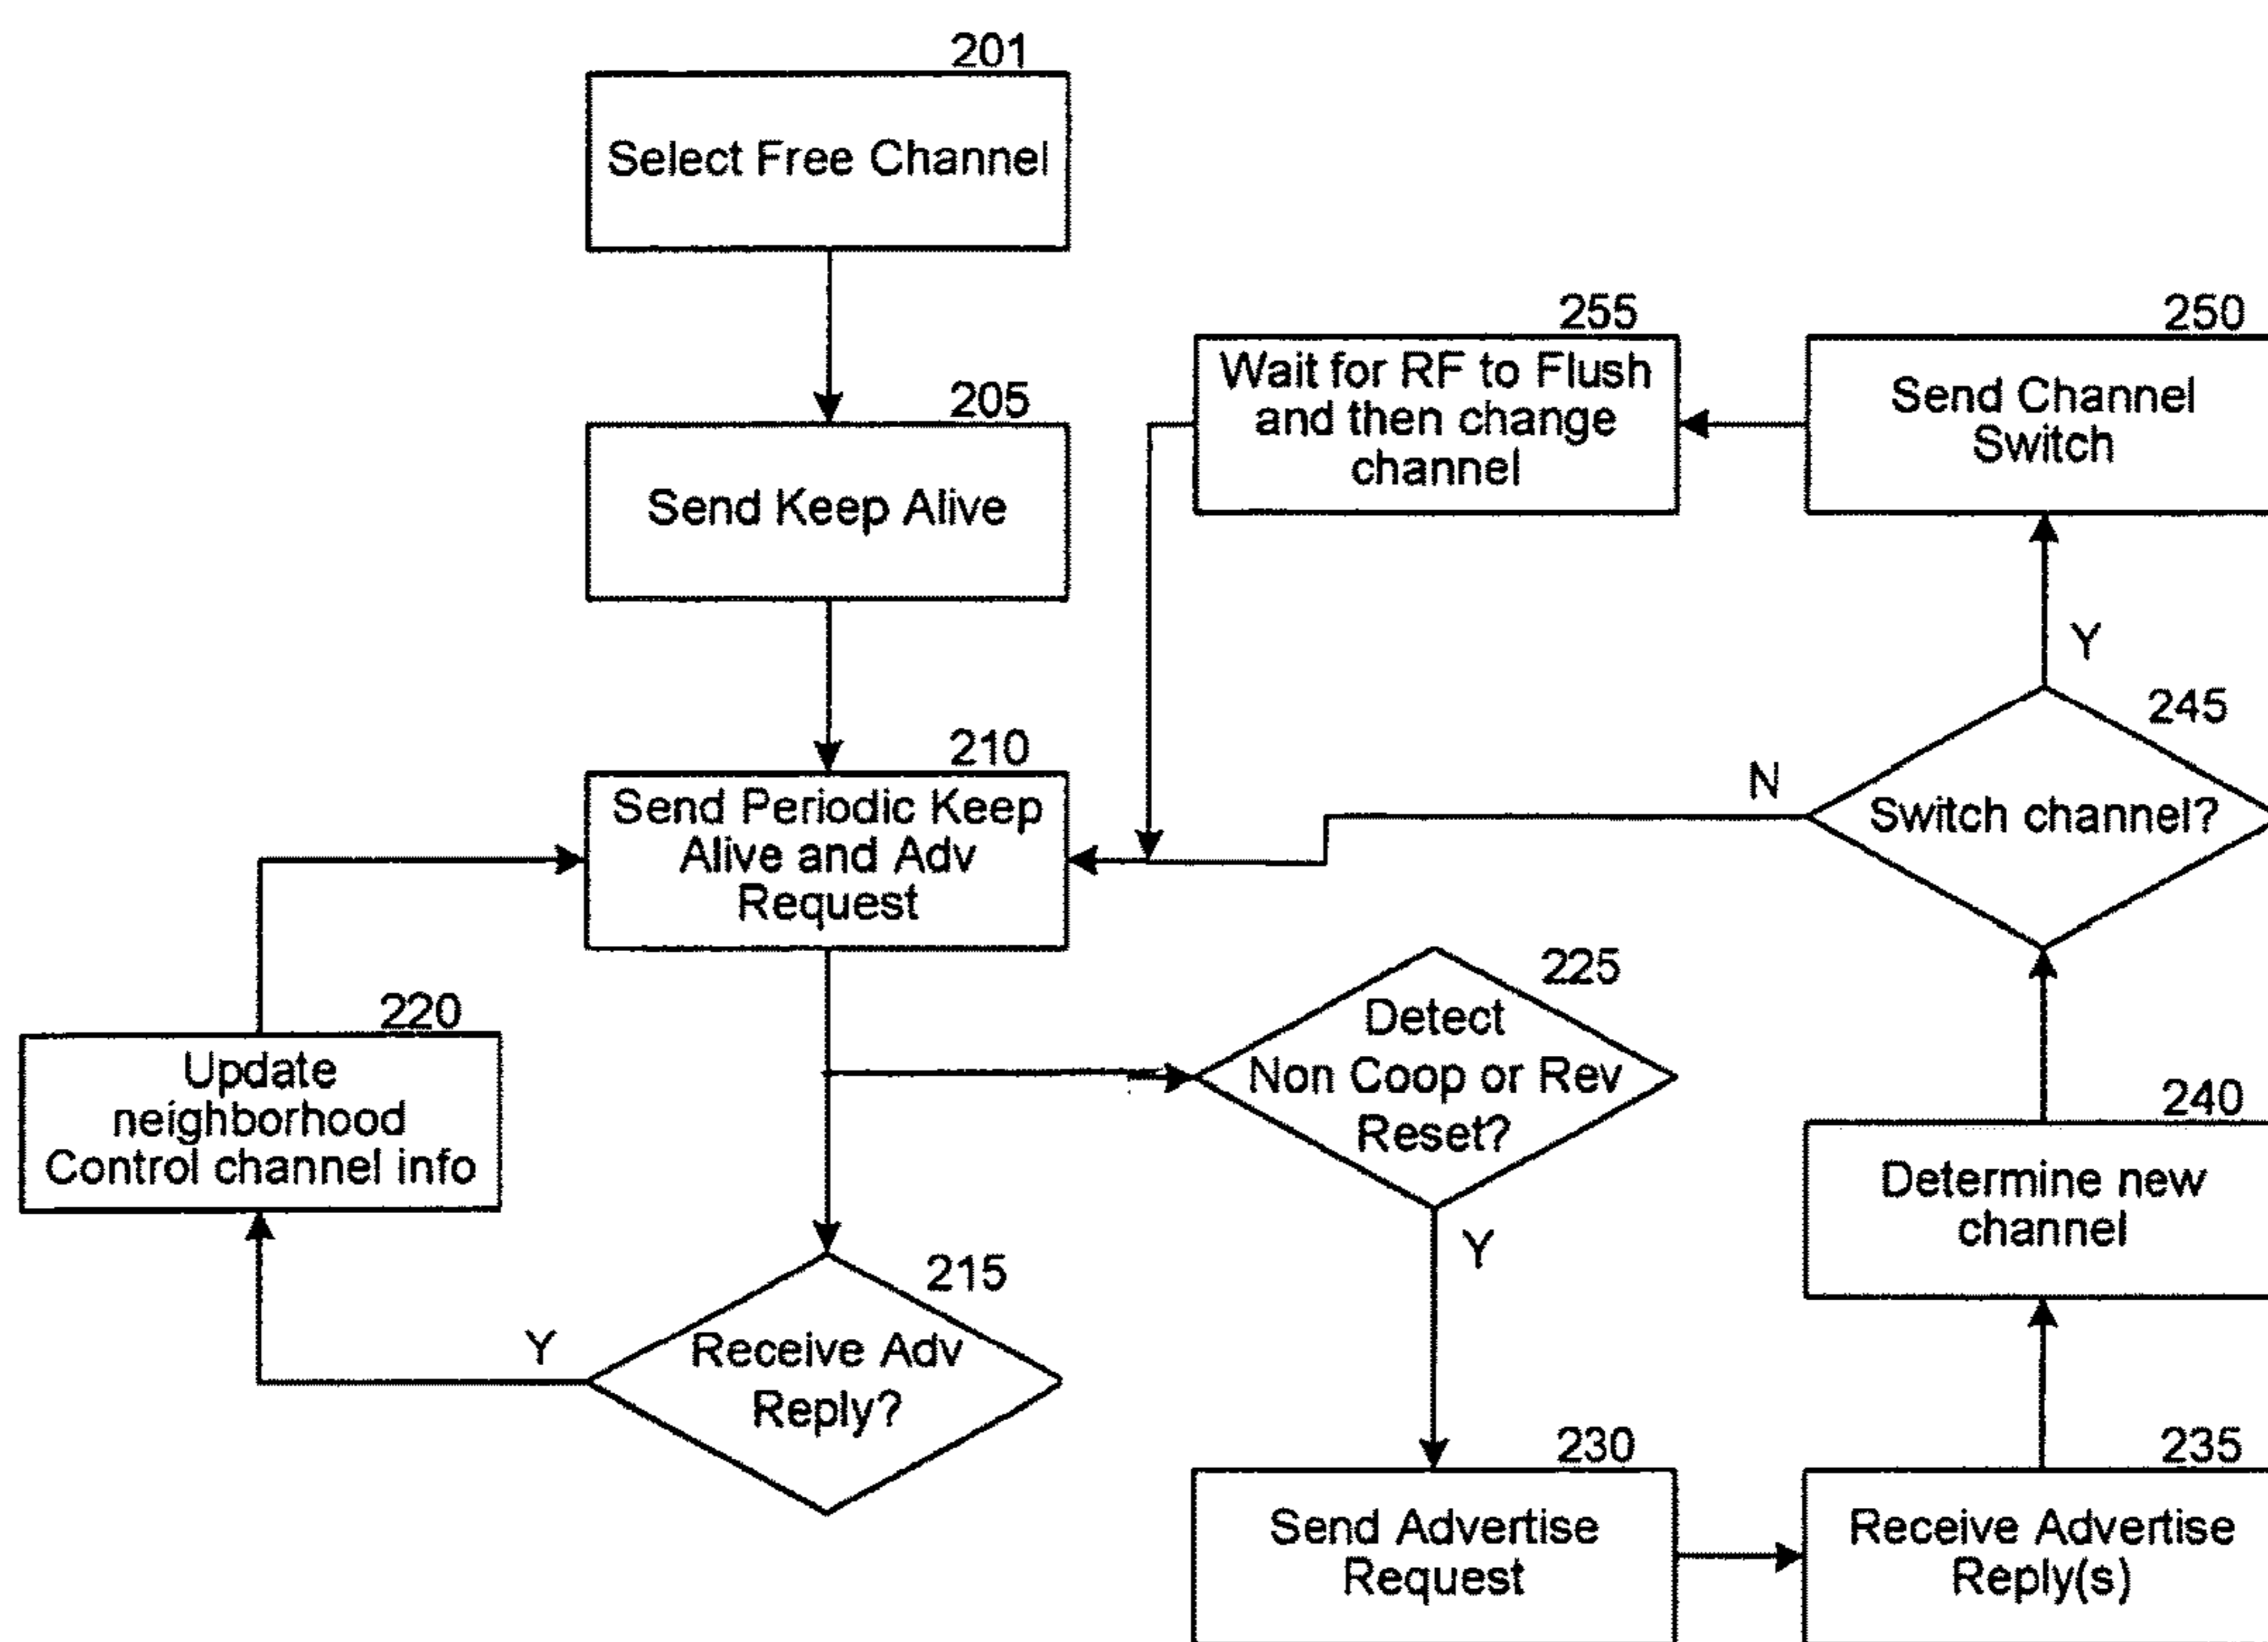 201
Select Free Channel
205
Send Keep Alive
210
Send Periodic Keep
Alive and Adv
Request
220
Update
neighborhood
Control channel info
215
Receive Adv
Reply?
Y
225
Detect
Non Coop or Rev
Reset?
Y
230
Send Advertise
Request
235
Receive Advertise
Reply(s)
240
Determine new
channel
245
Switch channel?
N
Y
250
Send Channel
Switch
255
Wait for RF to Flush
and then change
channel